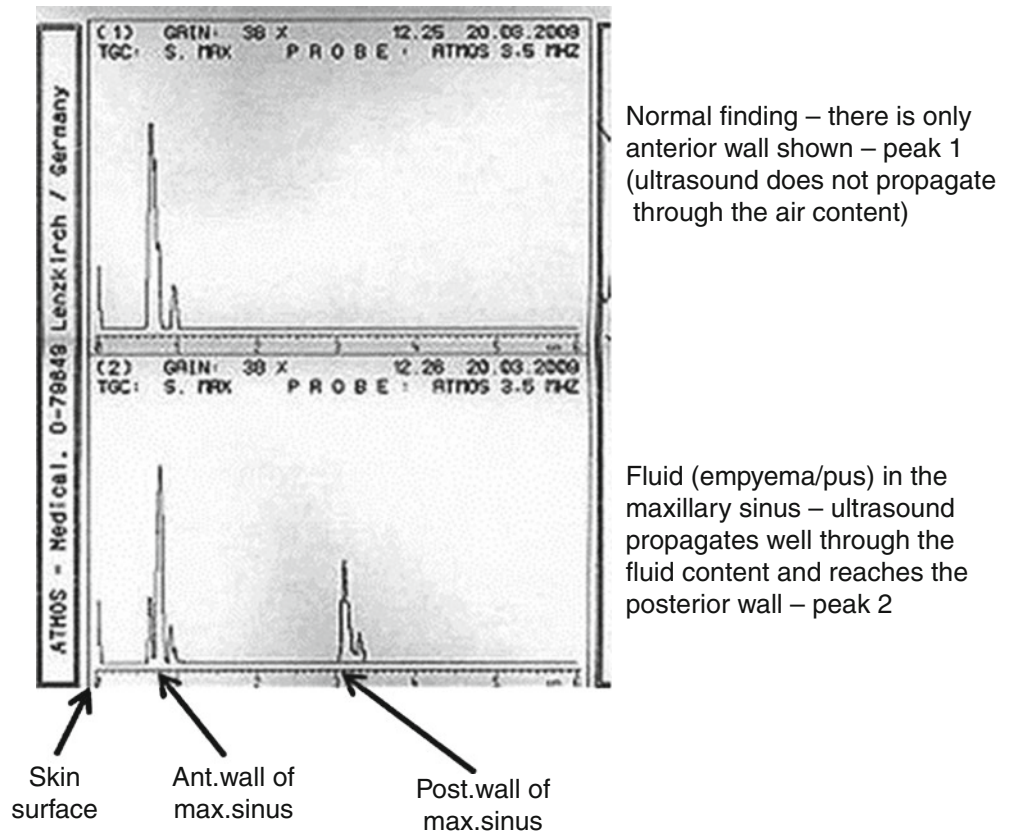 (1) GAIN: 38 X 12.25 20.03.2009
TGC: S. MAX PROBE: ATMOS 3.5 MHZ
Normal finding – there is only
anterior wall shown – peak 1
(ultrasound does not propagate
through the air content)
ATMOS - Medical. D-79849 Lenzkirch / Germany
(2) GAIN: 38 X 12.26 20.03.2009
TGC: S. MAX PROBE: ATMOS 3.5 MHZ
Fluid (empyema/pus) in the
maxillary sinus – ultrasound
propagates well through the
fluid content and reaches the
posterior wall – peak 2
Skin
surface
Ant.wall of
max.sinus
Post.wall of
max.sinus